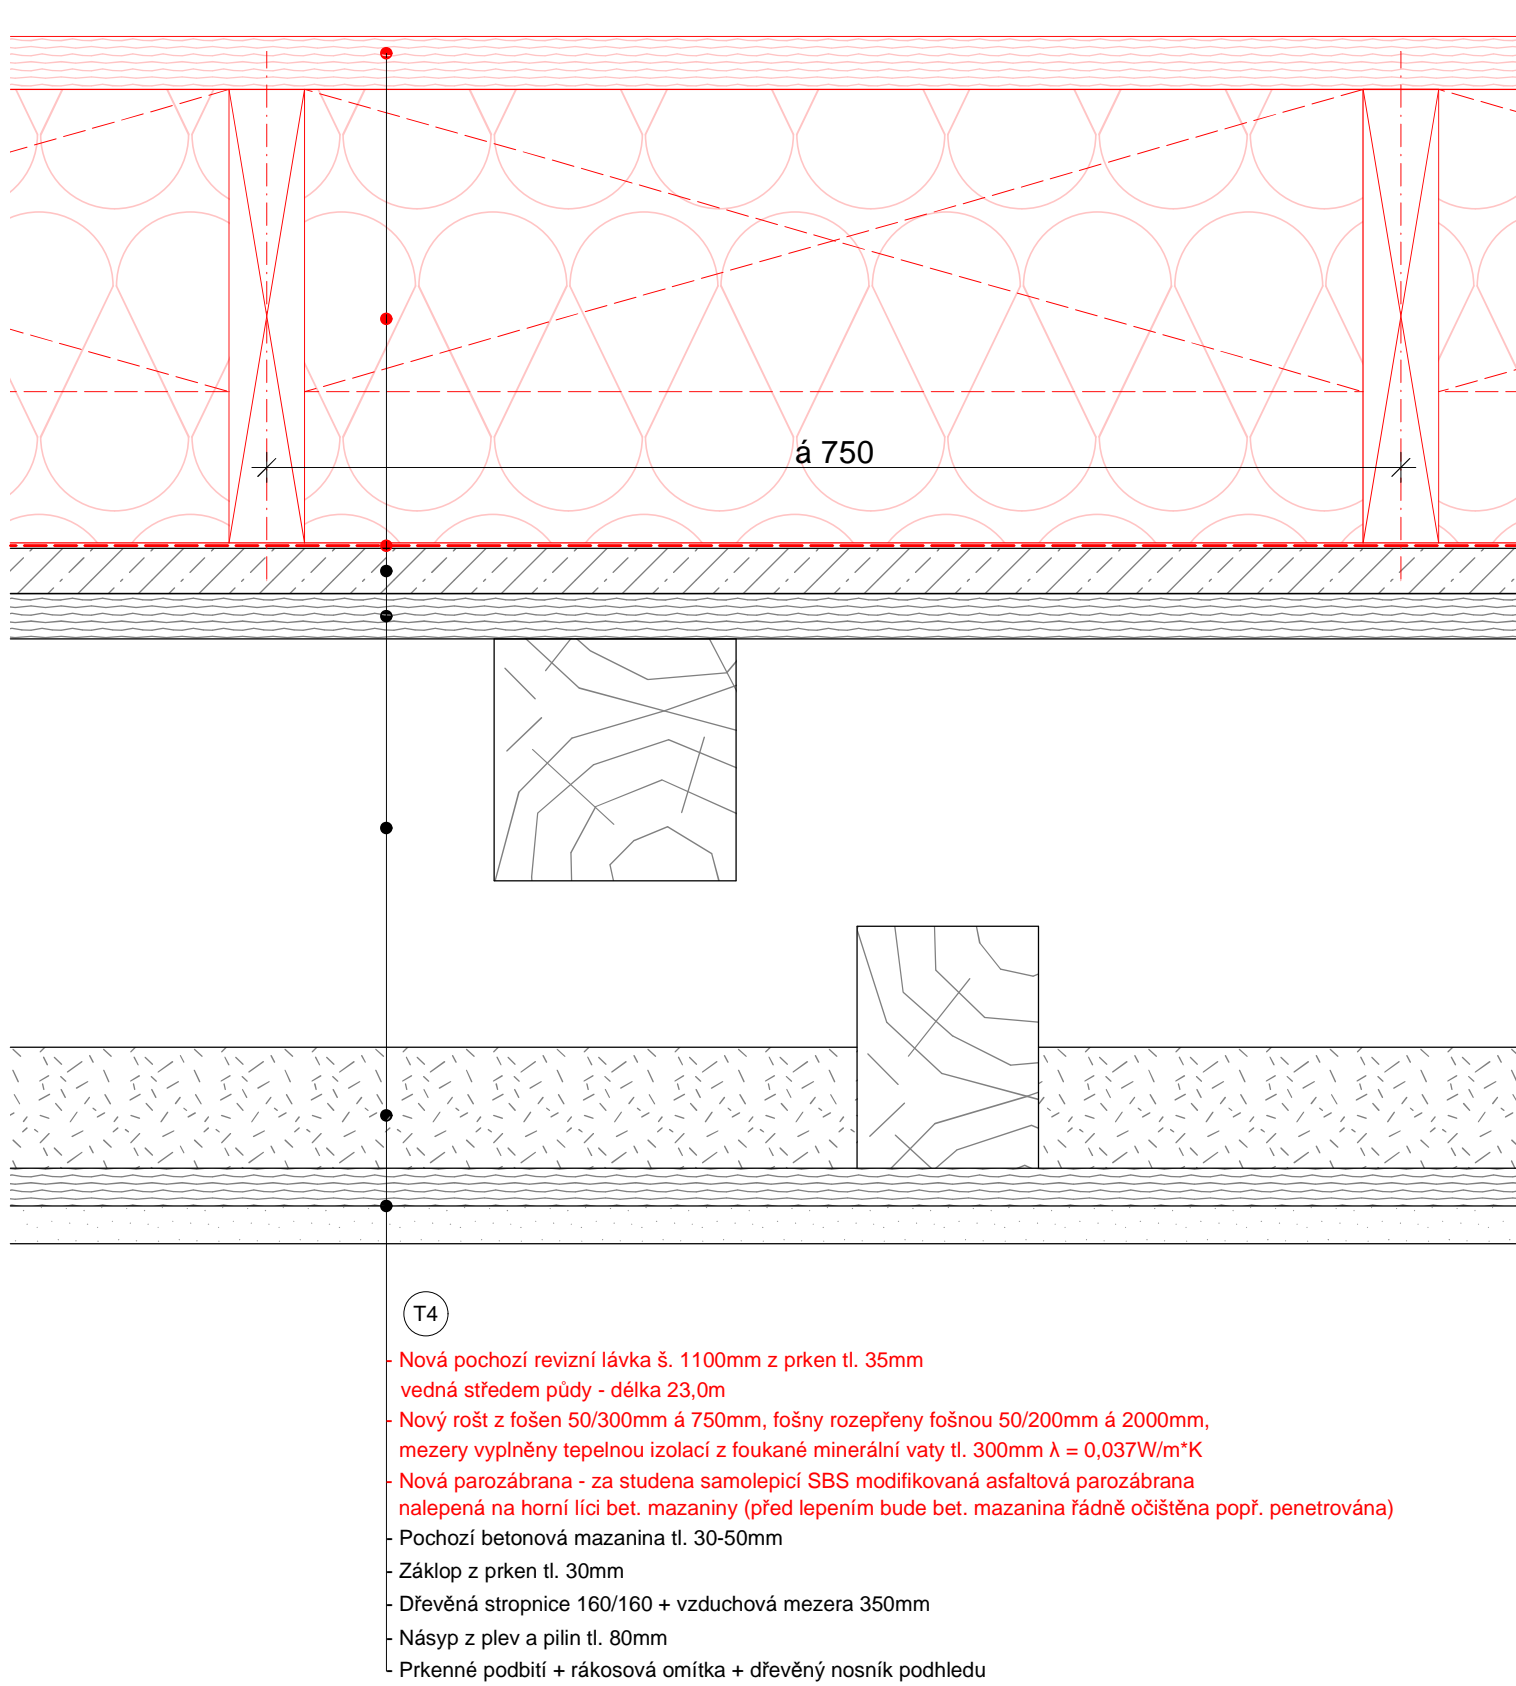 á 750
T4
- Nová pochozí revizní lávka š. 1100mm z prken tl. 35mm
vedná středem půdy - délka 23,0m
- Nový rošt z fošen 50/300mm á 750mm, fošny rozepřeny fošnou 50/200mm á 2000mm,
mezery vyplněny tepelnou izolací z foukané minerální vaty tl. 300mm λ = 0,037W/m*K
- Nová parozábrana - za studena samolepicí SBS modifikovaná asfaltová parozábrana
nalepená na horní líci bet. mazaniny (před lepením bude bet. mazanina řádně očištěna popř. penetrována)
- Pochozí betonová mazanina tl. 30-50mm
- Záklop z prken tl. 30mm
- Dřevěná stropnice 160/160 + vzduchová mezera 350mm
- Násyp z plev a pilin tl. 80mm
- Prkenné podbití + rákosová omítka + dřevěný nosník podhledu